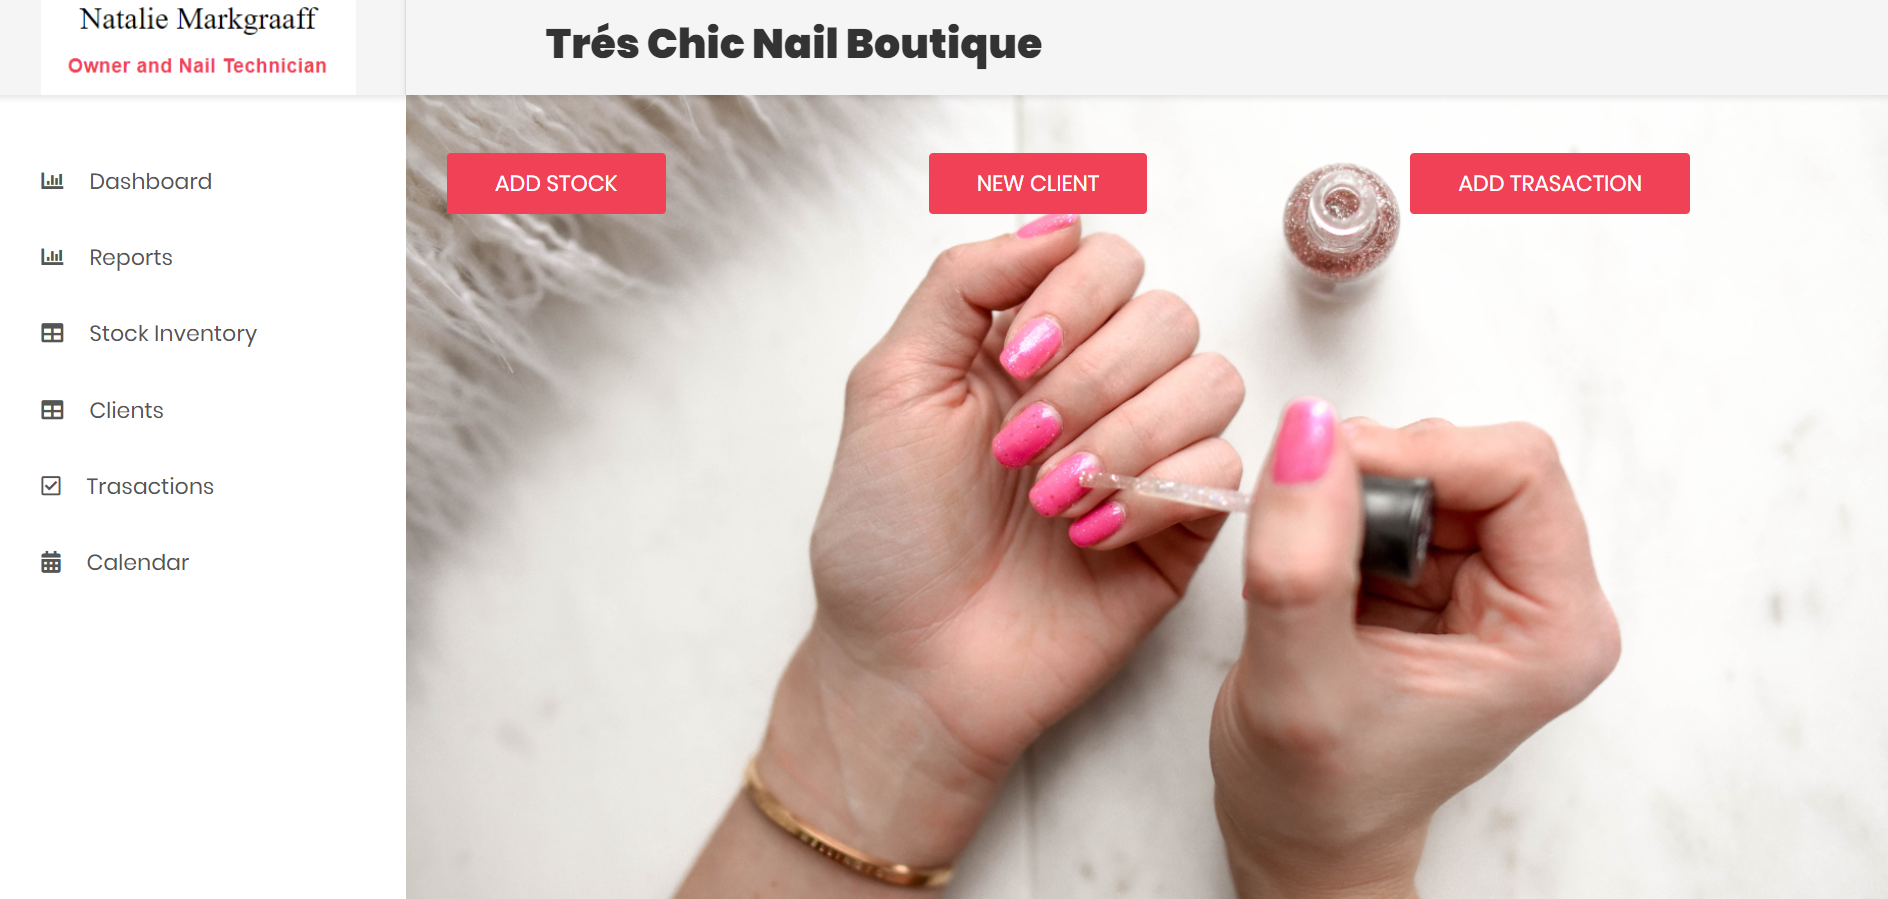 Natalie Markgraaff
Owner and Nail Technician
Trés Chic Nail Boutique
Dashboard
Reports
Stock Inventory
Clients
Trasactions
Calendar
ADD STOCK
NEW CLIENT
ADD TRASACTION